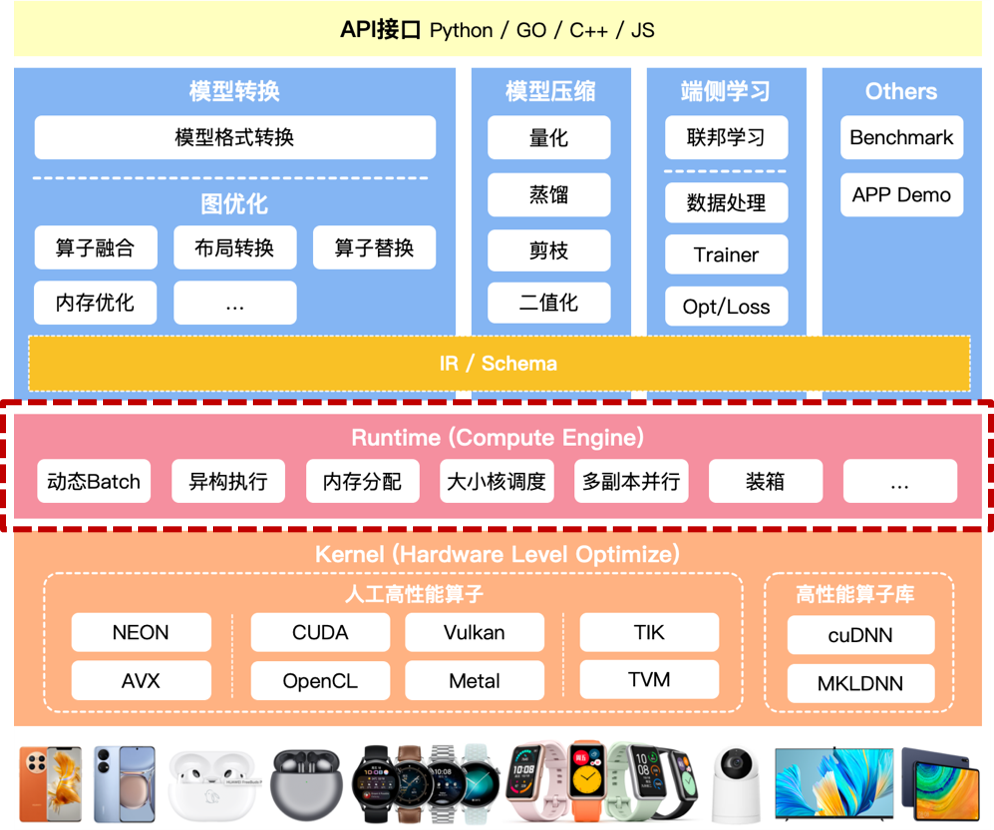 API接口 Python / GO / C++ / JS
模型转换
模型格式转换
图优化
算子融合 布局转换 算子替换
内存优化 ...
模型压缩
量化
蒸馏
剪枝
二值化
端侧学习
联邦学习
数据处理
Trainer
Opt/Loss
Others
Benchmark
APP Demo
IR / Schema
Runtime (Compute Engine)
动态Batch 异构执行 内存分配 大小核调度 多副本并行 装箱 ...
Kernel (Hardware Level Optimize)
人工高性能算子
NEON CUDA Vulkan TIK
AVX OpenCL Metal TVM
高性能算子库
cuDNN
MKLDNN